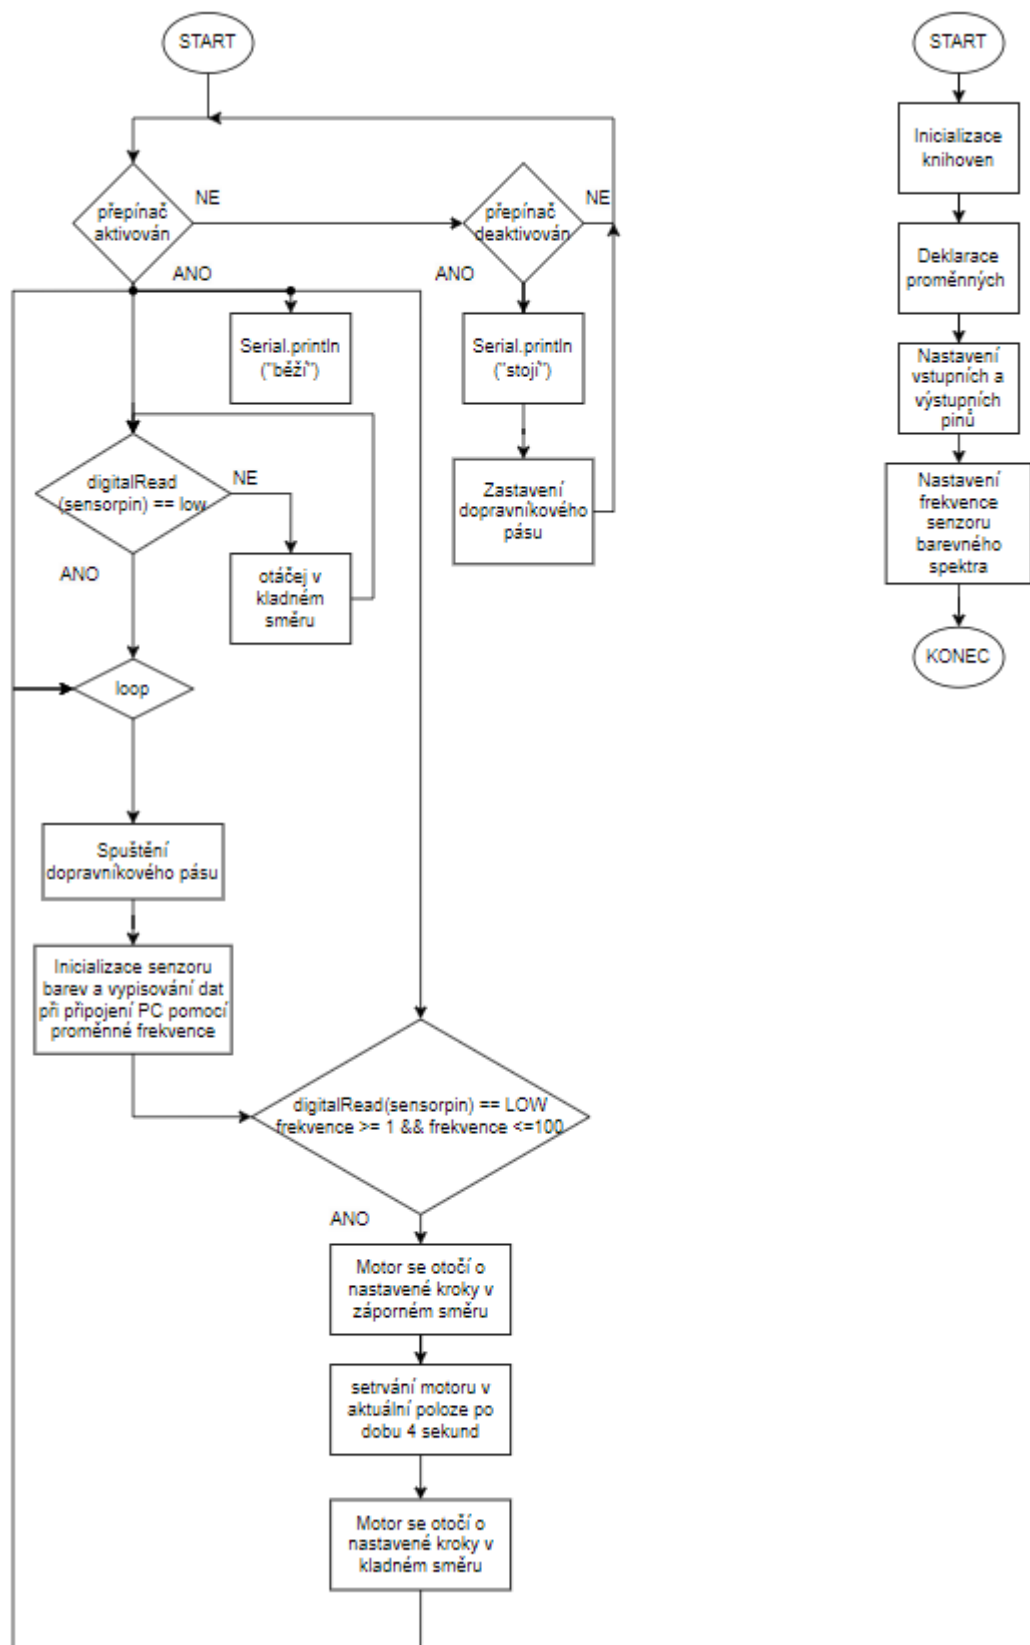 START
přepínač
aktivován
NE
přepínač
deaktivován
NE
ANO
ANO
Serial.println
("běží")
Serial.println
("stojí")
digitalRead
(sensorpin) == low
NE
Zastavení
dopravníkového
pásu
ANO
otáčej v
kladném
směru
loop
Spuštění
dopravníkového pásu
Inicializace senzoru
barev a vypisování dat
při připojení PC pomocí
proměnné frekvence
digitalRead(sensorpin) == LOW
frekvence >= 1 && frekvence <=100
ANO
Motor se otočí o
nastavené kroky v
záporném směru
setrvání motoru v
aktuální poloze po
dobu 4 sekund
Motor se otočí o
nastavené kroky v
kladném směru
START
Inicializace
knihoven
Deklarace
proměnných
Nastavení
vstupních a
výstupních
pinů
Nastavení
frekvence
senzoru
barevného
spektra
KONEC